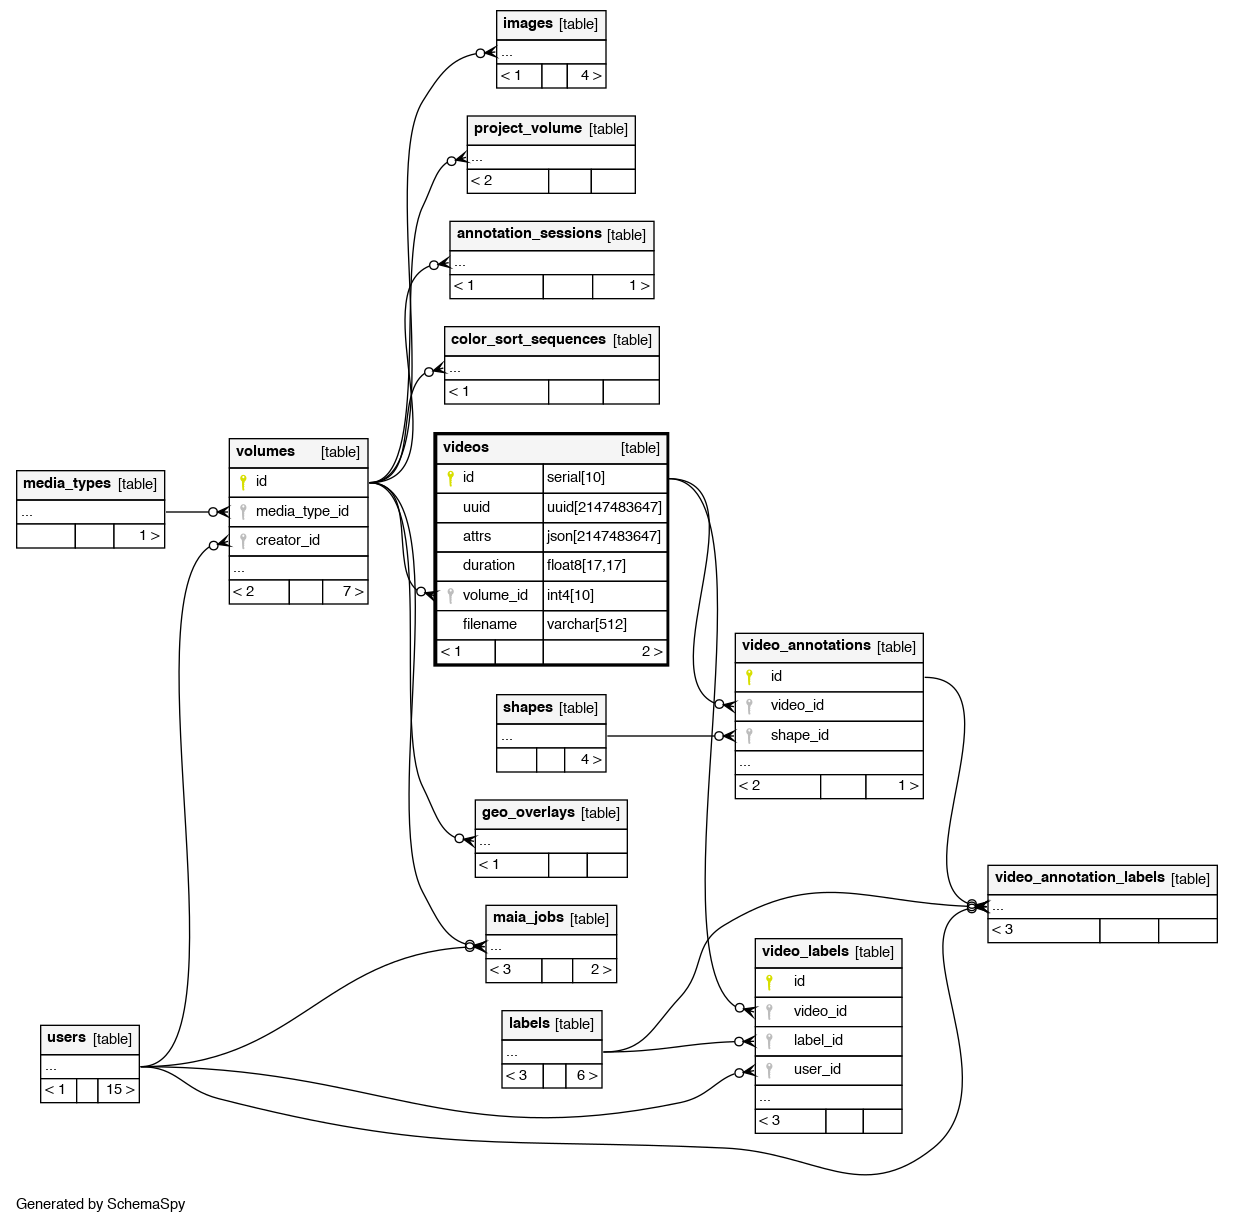 images [table]
...
< 1 4 >
project_volume [table]
...
< 2
annotation_sessions [table]
...
< 1 1 >
color_sort_sequences [table]
...
< 1
volumes [table]
id
media_type_id
creator_id
...
< 2 7 >
media_types [table]
...
1 >
videos [table]
id serial[10]
uuid uuid[2147483647]
attrs json[2147483647]
duration float8[17,17]
volume_id int4[10]
filename varchar[512]
< 1 2 >
video_annotations [table]
id
video_id
shape_id
...
< 2 1 >
shapes [table]
...
4 >
geo_overlays [table]
...
< 1
video_annotation_labels [table]
...
< 3
maia_jobs [table]
...
< 3 2 >
video_labels [table]
id
video_id
label_id
user_id
...
< 3
labels [table]
...
< 3 6 >
users [table]
...
< 1 15 >
Generated by SchemaSpy